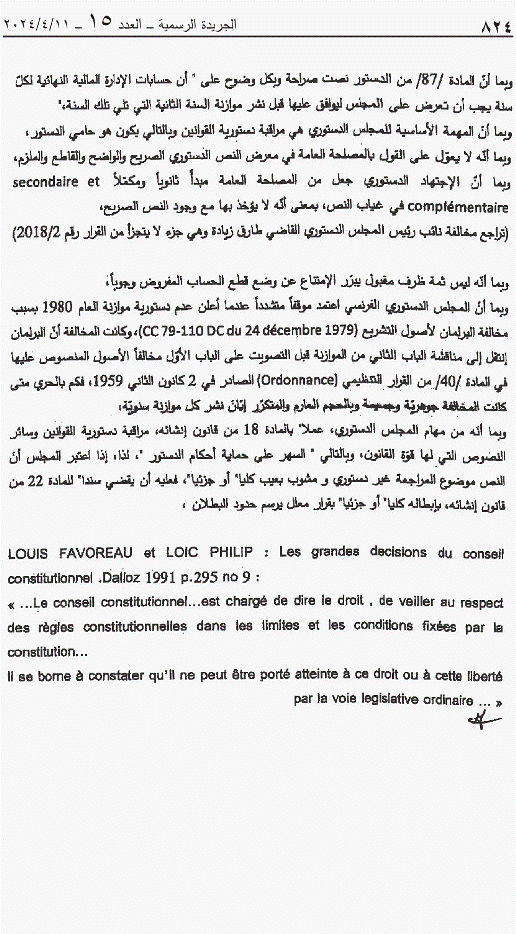 ٨٢٤ الجريدة الرسمية – العدد ١٥ – ٢٠٢٤/٤/١١
وبما أنّ المادة /87/ من الدستور نصت صراحة وبكل وضوح على " أن حسابات الإدارة المالية النهائية لكلّ
سنة يجب أن تعرض على المجلس ليوافق عليها قبل نشر موازنة السنة الثانية التي تلي تلك السنة،"
وبما أنّ المهمة الأساسية للمجلس الدستوري هي مراقبة دستورية القوانين وبالتالي يكون هو حامي الدستور،
وبما أنّه لا يعوّل على القول بالمصلحة العامة في معرض النص الدستوري الصريح والواضح والقاطع والملزم،
وبما أنّ الإجتهاد الدستوري جعل من المصلحة العامة مبدأً ثانوياً ومكمّلاً secondaire et
complémentaire في غياب النص، بمعنى أنّه لا يؤخذ بها مع وجود النص الصريح،
(تراجع مخالفة نائب رئيس المجلس الدستوري القاضي طارق زيادة وهي جزء لا يتجزأ من القرار رقم 2018/2)
وبما أنّه ليس ثمة ظرف مقبول يبرّر الإمتناع عن وضع قطع الحساب المفروض وجوباً،
وبما أنّ المجلس الدستوري الفرنسي اعتمد موقفاً متشدداً عندما أعلن عدم دستورية موازنة العام 1980 بسبب
مخالفة البرلمان لأصول التشريع (CC 79-110 DC du 24 décembre 1979)، وكانت المخالفة أنّ البرلمان
إنتقل إلى مناقشة الباب الثاني من الموازنة قبل التصويت على الباب الأوّل مخالفاً الأصول المنصوص عليها
في المادة /40/ من القرار التنظيمي (Ordonnance) الصادر في 2 كانون الثاني 1959، فكم بالحري متى
كانت المخالفة جوهريّة وجسيمة وبالحجم العارم والمتكرّر إبّان نشر كل موازنة سنويّة؛
وبما أنه من مهام المجلس الدستوري، عملا" بالمادة 18 من قانون إنشائه، مراقبة دستورية القوانين وسائر
النصوص التي لها قوّة القانون، وبالتالي " السهر على حماية أحكام الدستور "، لذا، إذا اعتبر المجلس أنّ
النص موضوع المراجعة غير دستوري و مشوب بعيب كليا" أو جزئيا"، فعليه أن يقضي سندا" للمادة 22 من
قانون إنشائه، بإبطاله كليا" أو جزئيا" بقرار معلل يرسم حدود البطلان ،
LOUIS FAVOREAU et LOIC PHILIP : Les grandes decisions du conseil
constitutionnel .Dalloz 1991 p.295 no 9 :
« ...Le conseil constitutionnel...est chargé de dire le droit , de veiller au respect
des règles constitutionnelles dans les limites et les conditions fixées par la
constitution...
Il se borne à constater qu'il ne peut être porté atteinte à ce droit ou à cette liberté
par la voie legislative ordinaire ... »